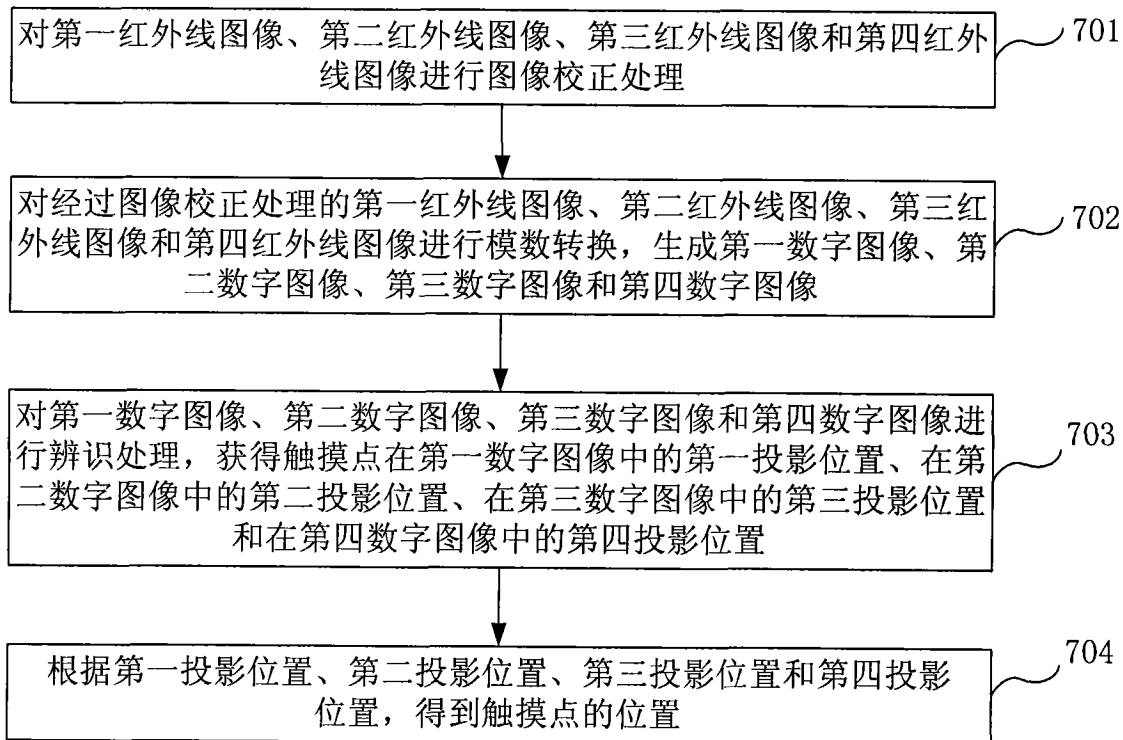 对第一红外线图像、第二红外线图像、第三红外线图像和第四红外
线图像进行图像校正处理
701
对经过图像校正处理的第一红外线图像、第二红外线图像、第三红
外线图像和第四红外线图像进行模数转换，生成第一数字图像、第
二数字图像、第三数字图像和第四数字图像
702
对第一数字图像、第二数字图像、第三数字图像和第四数字图像进
行辨识处理，获得触摸点在第一数字图像中的第一投影位置、在第
二数字图像中的第二投影位置、在第三数字图像中的第三投影位置
和在第四数字图像中的第四投影位置
703
根据第一投影位置、第二投影位置、第三投影位置和第四投影
位置，得到触摸点的位置
704